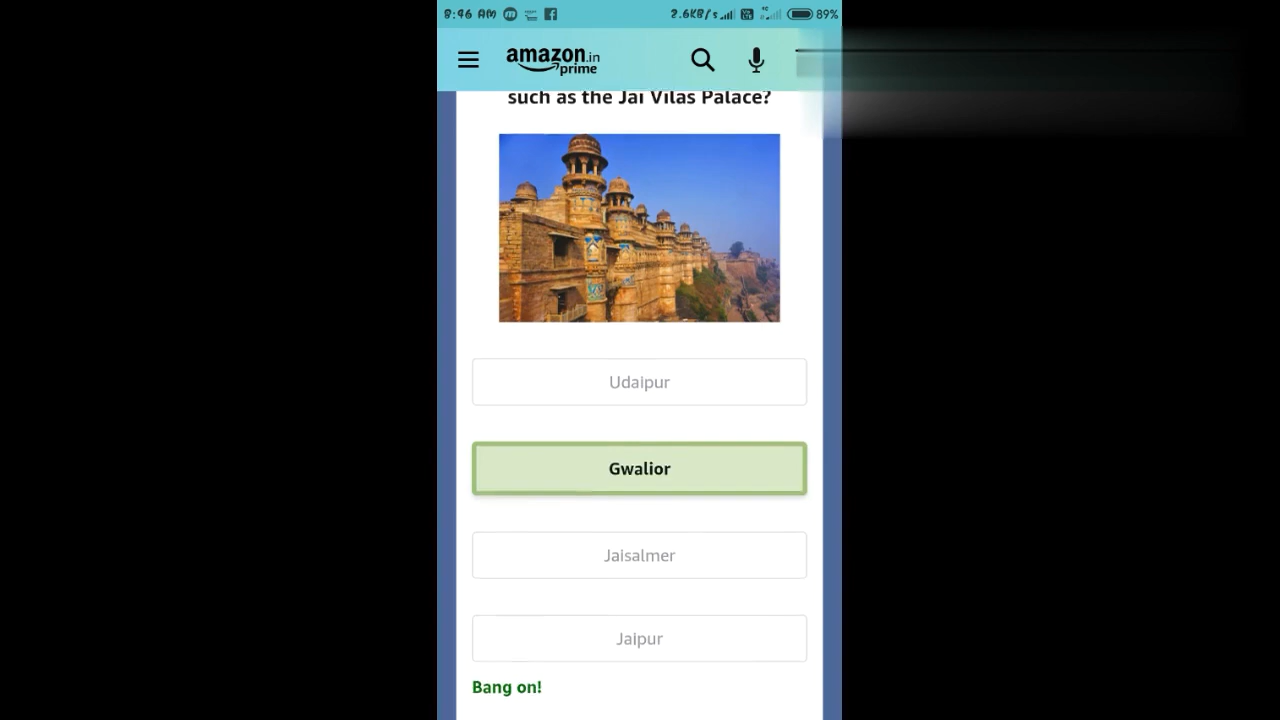 8:46 AM 2.6KB/s 4G 89%
amazon.in
prime
such as the Jai Vilas Palace?
Udaipur
Gwalior
Jaisalmer
Jaipur
Bang on!